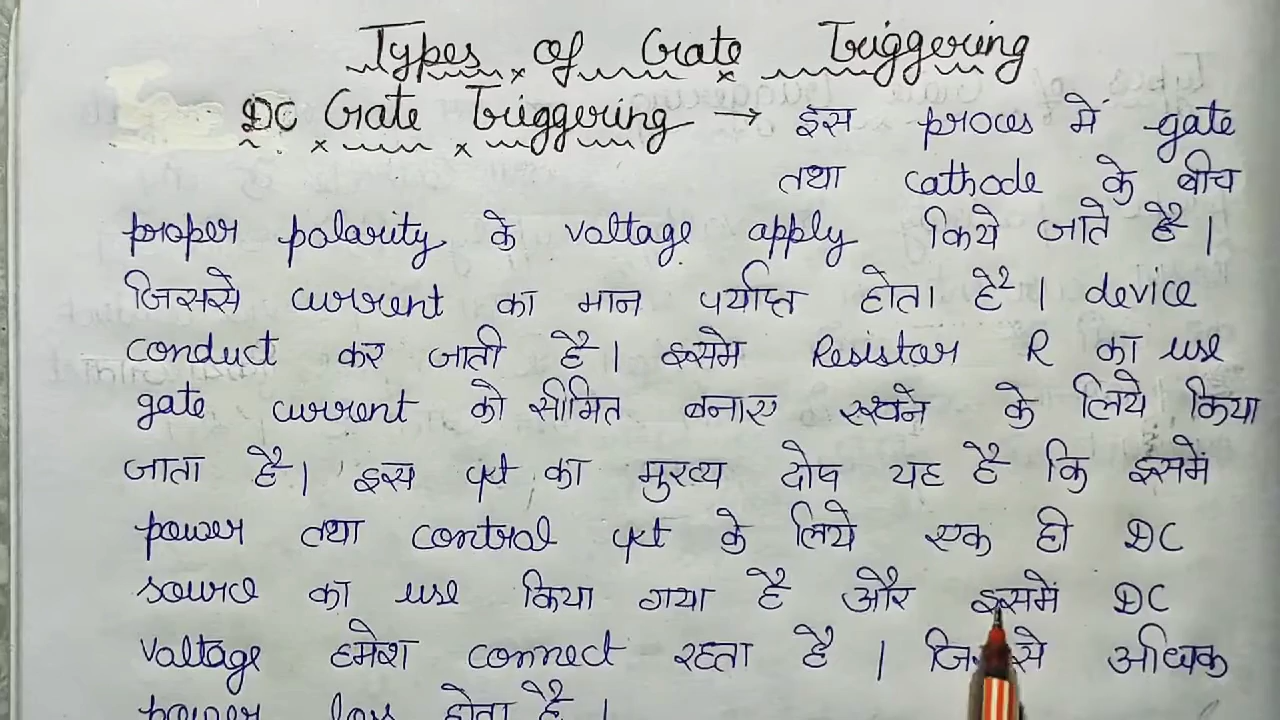 Types of Gate Triggering
DC Gate Triggering → इस proces में gate
तथा cathode के बीच
proper polarity के voltage apply किये जाते है।
जिससे current का मान पर्याप्त होता है। device
conduct कर जाती है। इसमे Resistor R का use
gate current को सीमित बनाए रखने के लिये किया
जाता है। इस ckt का मुख्य दोष यह है कि इसमें
power तथा control ckt के लिये एक ही DC
source का use किया गया है और इसमें DC
voltage हमेश connect रहता है । अधिक
power loss होता है ।